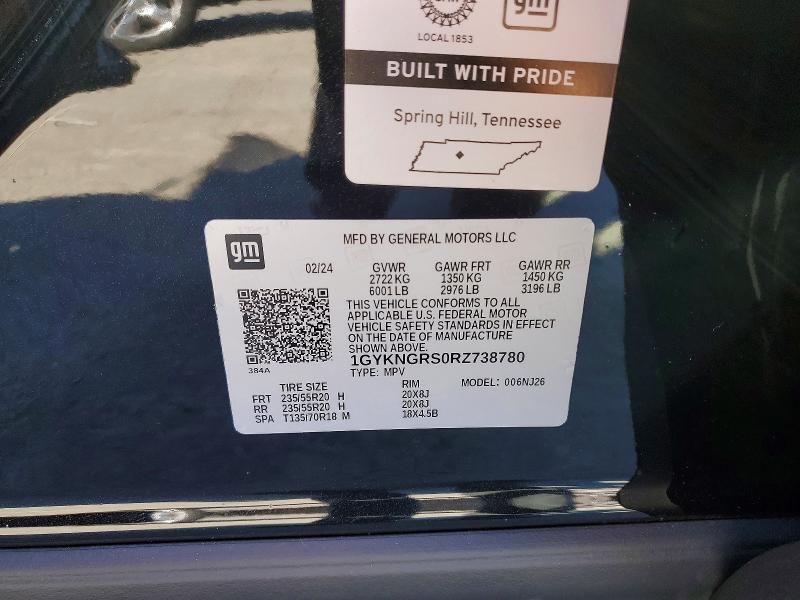 gm
LOCAL 1853
BUILT WITH PRIDE
Spring Hill, Tennessee
gm
MFD BY GENERAL MOTORS LLC
02/24 GVWR GAWR FRT GAWR RR
2722 KG 1350 KG 1450 KG
6001 LB 2976 LB 3196 LB
THIS VEHICLE CONFORMS TO ALL
APPLICABLE U.S. FEDERAL MOTOR
VEHICLE SAFETY STANDARDS IN EFFECT
ON THE DATE OF MANUFACTURE
SHOWN ABOVE.
1GYKNGRS0RZ738780
384A
TYPE: MPV
TIRE SIZE RIM MODEL: 006NJ26
FRT 235/55R20 H 20X8J
RR 235/55R20 H 20X8J
SPA T135/70R18 M 18X4.5B